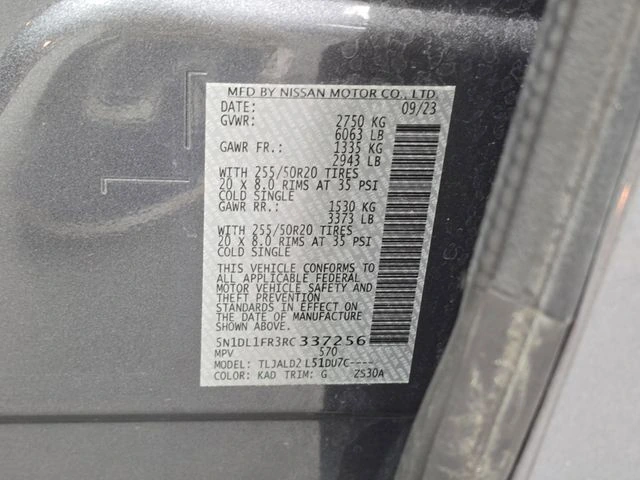 MFD BY NISSAN MOTOR CO., LTD.
DATE: 09/23
GVWR: 2750 KG
6063 LB
GAWR FR.: 1335 KG
2943 LB
WITH 255/50R20 TIRES
20 X 8.0 RIMS AT 35 PSI
COLD SINGLE
GAWR RR.: 1530 KG
3373 LB
WITH 255/50R20 TIRES
20 X 8.0 RIMS AT 35 PSI
COLD SINGLE
THIS VEHICLE CONFORMS TO
ALL APPLICABLE FEDERAL
MOTOR VEHICLE SAFETY AND
THEFT PREVENTION
STANDARDS IN EFFECT ON
THE DATE OF MANUFACTURE
SHOWN ABOVE.
5N1DL1FR3RC337256
MPV 570
TLJALD2 L51DU7C----
COLOR: KAD TRIM: G ZS30A